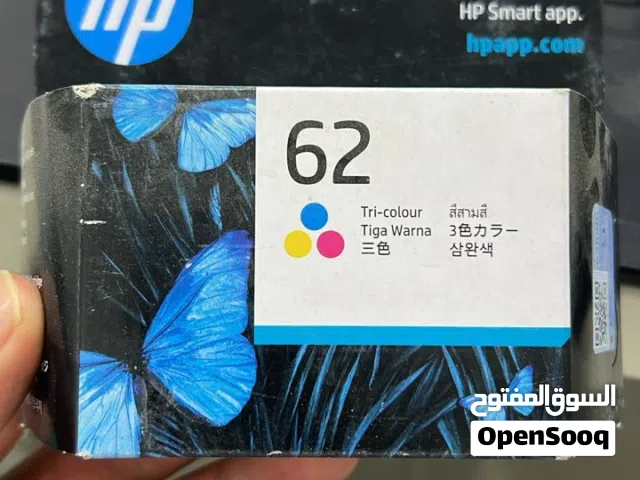 hp
HP Smart app.
hpapp.com
62
Tri-colour
Tiga Warna
三色
สีสามสี
3色カラー
삼완색
السوق المفتوح
OpenSooq